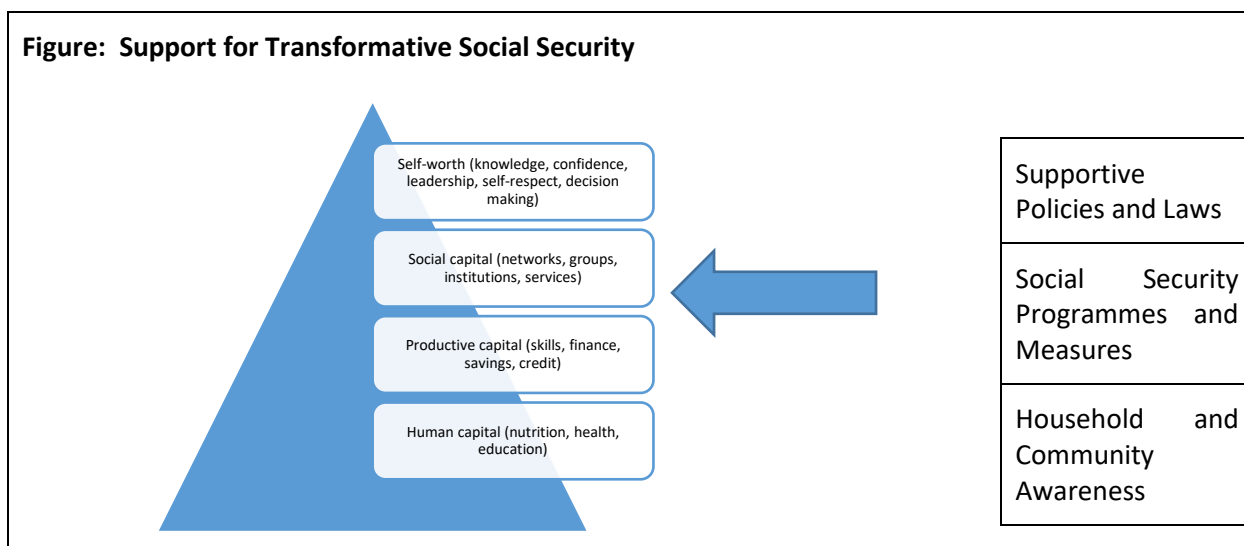 Figure: Support for Transformative Social Security
Self-worth (knowledge, confidence,
leadership, self-respect, decision
making)
Social capital (networks, groups,
institutions, services)
Productive capital (skills, finance,
savings, credit)
Human capital (nutrition, health,
education)
Supportive
Policies and Laws
Social Security
Programmes and
Measures
Household and
Community
Awareness